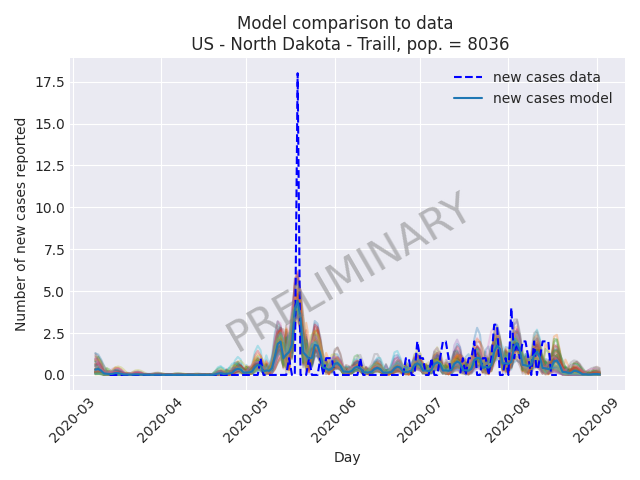 Model comparison to data
US - North Dakota - Traill, pop. = 8036
new cases data
new cases model
17.5
15.0
12.5
10.0
7.5
5.0
2.5
0.0
Number of new cases reported
PRELIMINARY
2020-03
2020-04
2020-05
2020-06
2020-07
2020-08
2020-09
Day